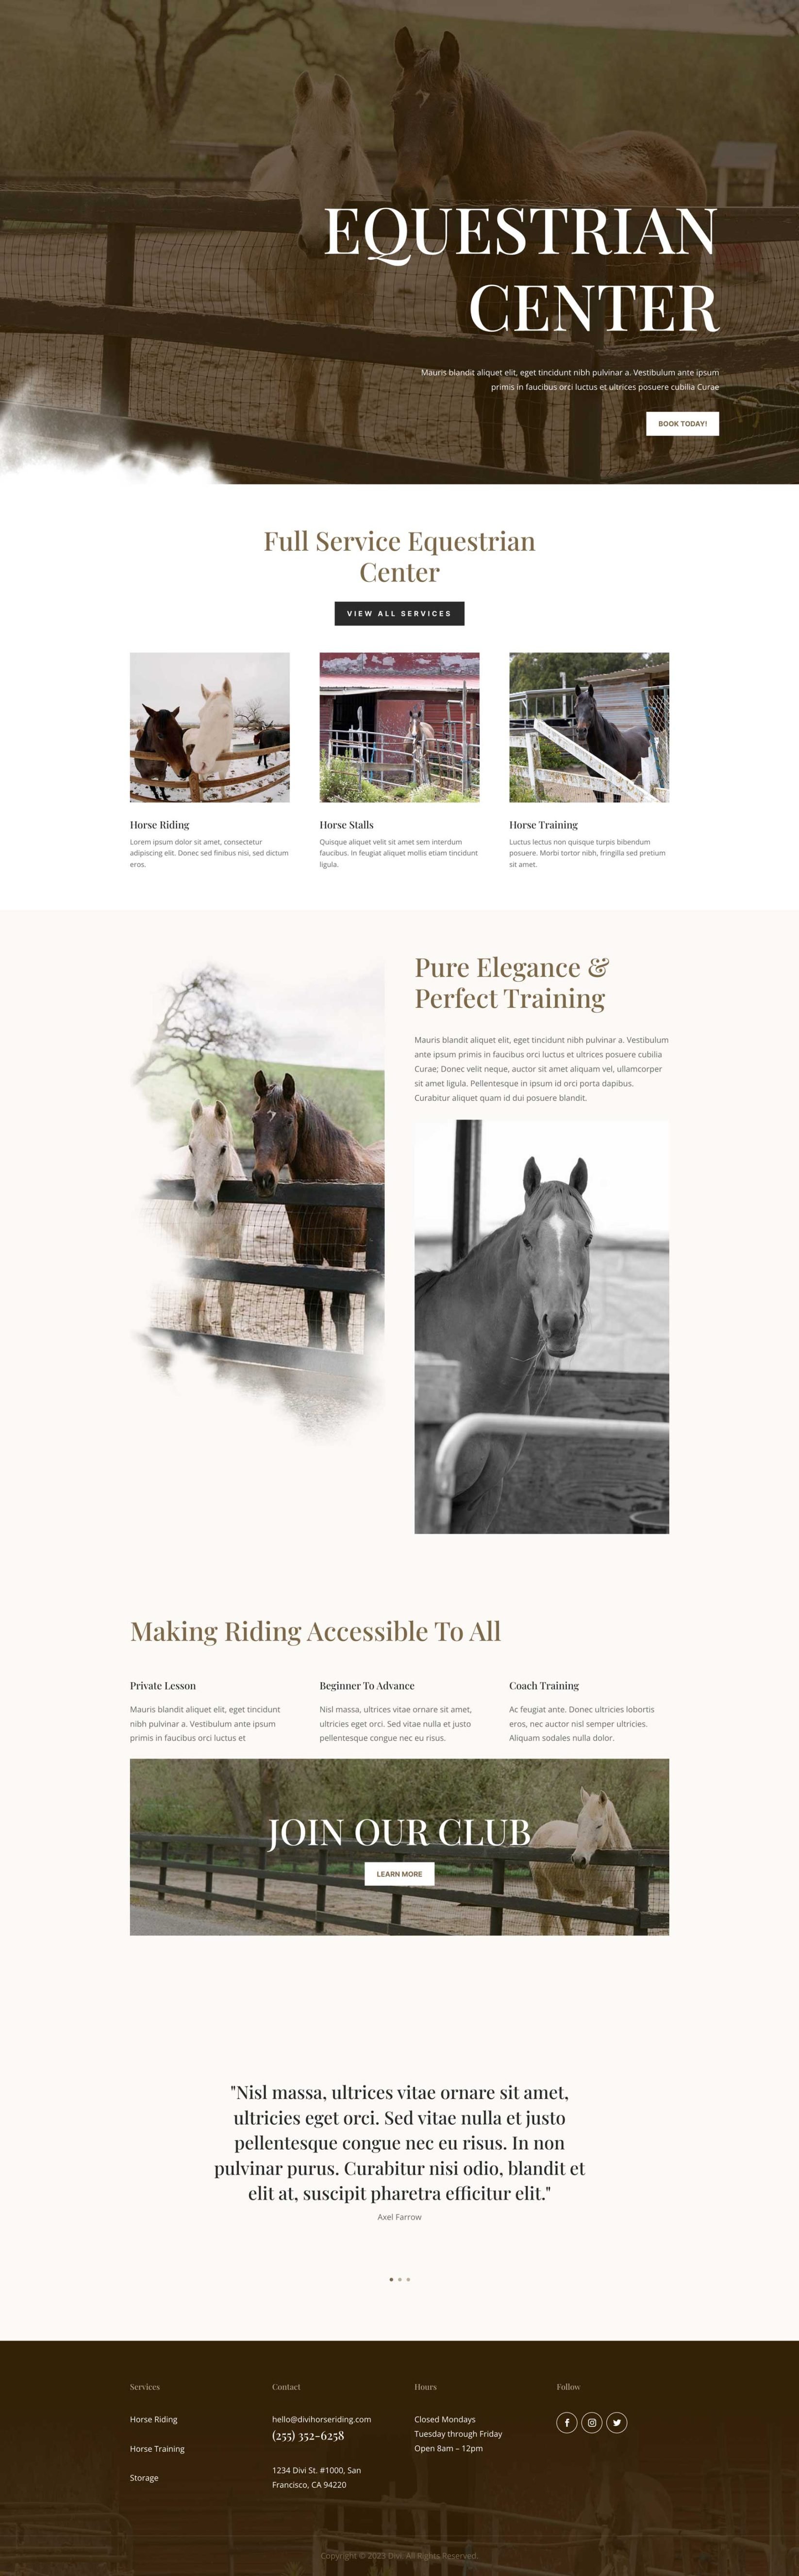 EQUESTRIAN
CENTER
Mauris blandit aliquet elit, eget tincidunt nibh pulvinar a. Vestibulum ante ipsum
primis in faucibus orci luctus et ultrices posuere cubilia Curae
BOOK TODAY!
Full Service Equestrian
Center
VIEW ALL SERVICES
Horse Riding
Lorem ipsum dolor sit amet, consectetur
adipiscing elit. Donec sed finibus nisi, sed dictum
eros.
Horse Stalls
Quisque aliquet velit sit amet sem interdum
faucibus. In feugiat aliquet mollis etiam tincidunt
ligula.
Horse Training
Luctus lectus non quisque turpis bibendum
posuere. Morbi tortor nibh, fringilla sed pretium
sit amet.
Pure Elegance &
Perfect Training
Mauris blandit aliquet elit, eget tincidunt nibh pulvinar a. Vestibulum
ante ipsum primis in faucibus orci luctus et ultrices posuere cubilia
Curae; Donec velit neque, auctor sit amet aliquam vel, ullamcorper
sit amet ligula. Pellentesque in ipsum id orci porta dapibus.
Curabitur aliquet quam id dui posuere blandit.
Making Riding Accessible To All
Private Lesson
Mauris blandit aliquet elit, eget tincidunt
nibh pulvinar a. Vestibulum ante ipsum
primis in faucibus orci luctus et
Beginner To Advance
Nisl massa, ultrices vitae ornare sit amet,
ultricies eget orci. Sed vitae nulla et justo
pellentesque congue nec eu risus.
Coach Training
Ac feugiat ante. Donec ultricies lobortis
eros, nec auctor nisl semper ultricies.
Aliquam sodales nulla dolor.
JOIN OUR CLUB
LEARN MORE
"Nisl massa, ultrices vitae ornare sit amet,
ultricies eget orci. Sed vitae nulla et justo
pellentesque congue nec eu risus. In non
pulvinar purus. Curabitur nisi odio, blandit et
elit at, suscipit pharetra efficitur elit."
Axel Farrow
Services
Horse Riding
Horse Training
Storage
Contact
hello@divihorseriding.com
(255) 352-6258
1234 Divi St. #1000, San
Francisco, CA 94220
Hours
Closed Mondays
Tuesday through Friday
Open 8am – 12pm
Follow
Copyright © 2023 Divi. All Rights Reserved.